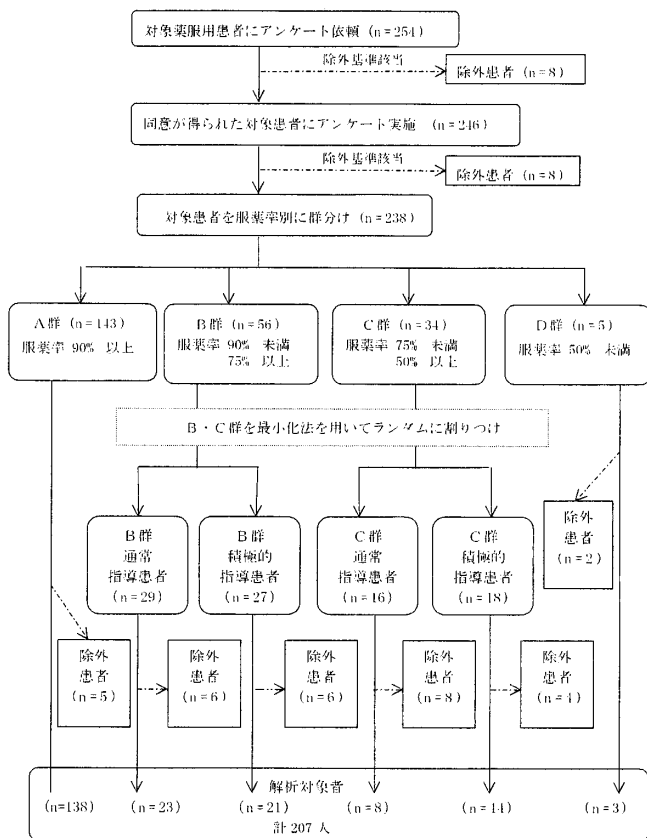 対象薬服用患者にアンケート依頼 (n=254)
除外基準該当
除外患者 (n=8)
同意が得られた対象患者にアンケート実施 (n=246)
除外基準該当
除外患者 (n=8)
対象患者を服薬率別に群分け (n=238)
A群 (n=143)
服薬率 90% 以上
B群 (n=56)
服薬率 90% 未満
75% 以上
C群 (n=34)
服薬率 75% 未満
50% 以上
D群 (n=5)
服薬率 50% 未満
B・C群を最小化法を用いてランダムに割りつけ
B群
通常
指導患者
(n=29)
B群
積極的
指導患者
(n=27)
C群
通常
指導患者
(n=16)
C群
積極的
指導患者
(n=18)
除外
患者
(n=2)
除外
患者
(n=5)
除外
患者
(n=6)
除外
患者
(n=6)
除外
患者
(n=8)
除外
患者
(n=4)
解析対象者
(n=138) (n=23) (n=21) (n=8) (n=14) (n=3)
計 207 人